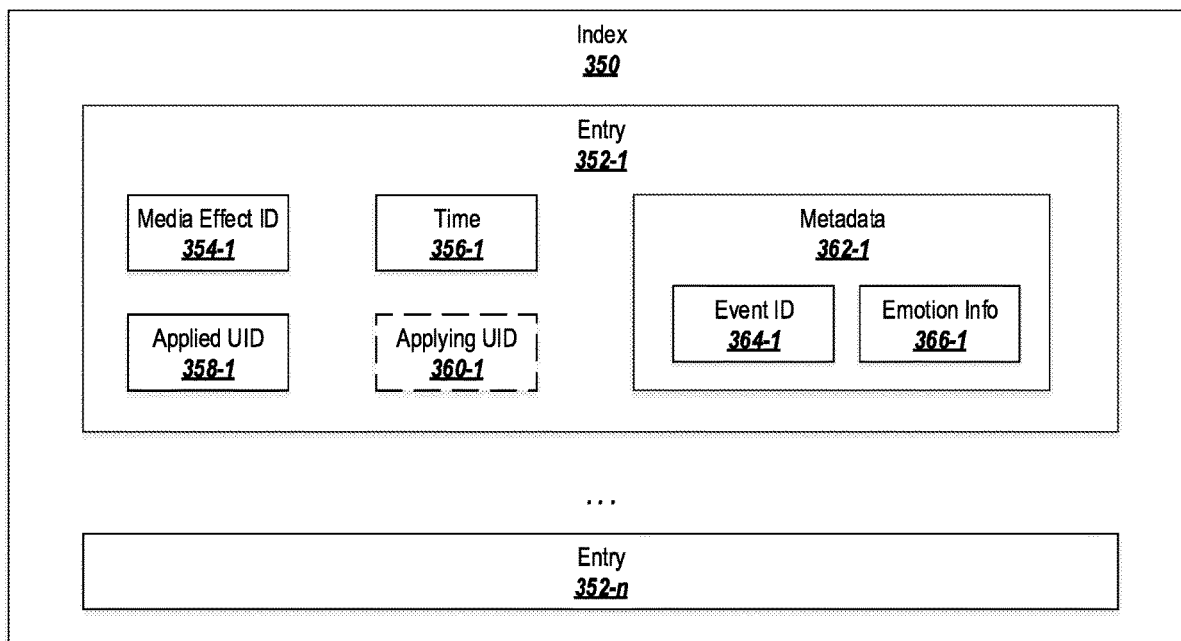 Index
350
Entry
352-1
Media Effect ID
354-1
Time
356-1
Metadata
362-1
Event ID
364-1
Emotion Info
366-1
Applied UID
358-1
Applying UID
360-1
...
Entry
352-n